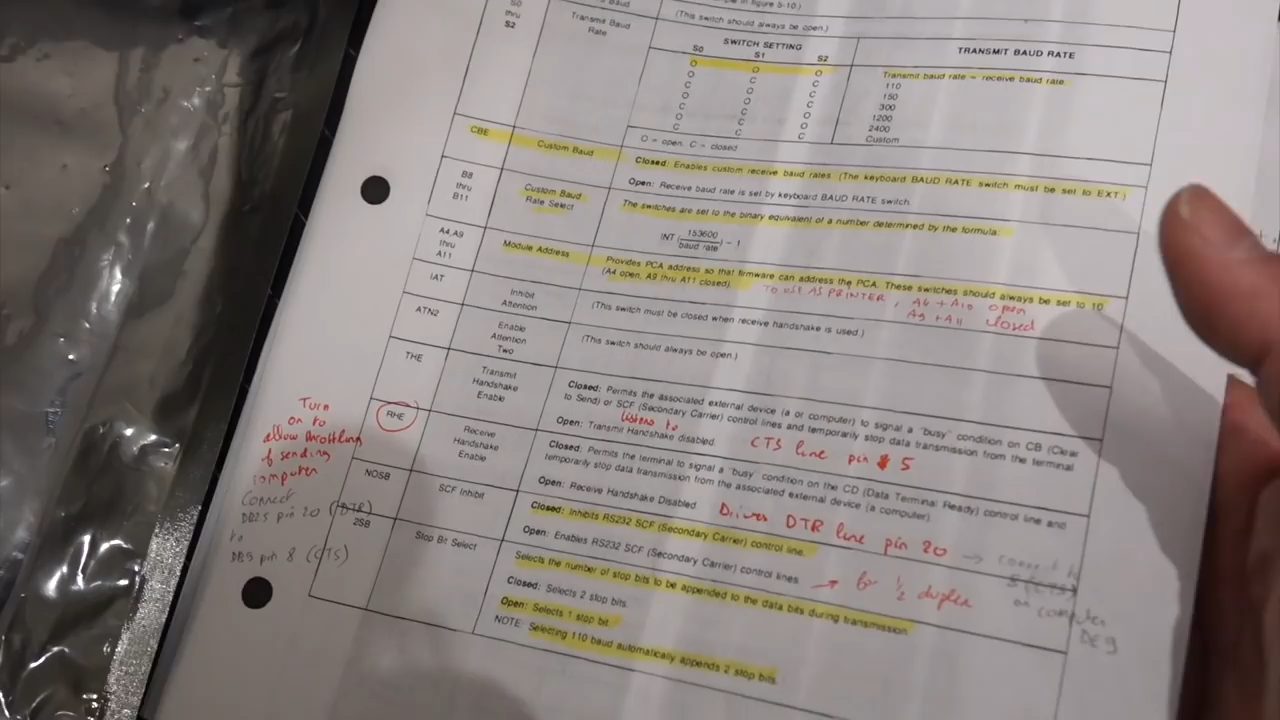 S0
thru
S2
Transmit Baud
Rate
(This switch should always be open.)
SWITCH SETTING
TRANSMIT BAUD RATE
S0 S1 S2
O O O Transmit baud rate = receive baud rate.
C C C 110
O O C 150
C O C 300
O C C 1200
C O O 2400
C C C Custom
O = open, C = closed
CBE
Custom Baud
Closed: Enables custom receive baud rates (The keyboard BAUD RATE switch must be set to EXT.)
Open: Receive baud rate is set by keyboard BAUD RATE switch.
B8
thru
B11
Custom Baud
Rate Select
The switches are set to the binary equivalent of a number determined by the formula:
INT (153600
baud rate) - 1
A4,A9
thru
A11
Module Address
Provides PCA address so that firmware can address the PCA. These switches should always be set to 10
(A4 open, A9 thru A11 closed).
TO USE AS PRINTER, A4 + A10 open
A9 + A11 closed
IAT
Inhibit
Attention
(This switch must be closed when receive handshake is used.)
ATN2
Enable
Attention
Two
(This switch should always be open.)
THE
Transmit
Handshake
Enable
Closed: Permits the associated external device (a or computer) to signal a "busy" condition on CB (Clear
to Send) or SCF (Secondary Carrier) control lines and temporarily stop data transmission from the terminal
listens to
Open: Transmit Handshake disabled.
CTS line pin 5
RHE
Receive
Handshake
Enable
Closed: Permits the terminal to signal a "busy" condition on the CD (Data Terminal Ready) control line and
temporarily stop data transmission from the associated external device (a computer).
Open: Receive Handshake Disabled
Drives DTR line pin 20 → connect to
8 (CTS)
on computer
DE9
Turn
on to
allow throttling
of sending
computer
Connect
DB25 pin 20 (DTR)
to
DE9 pin 8 (CTS)
NOSB
SCF Inhibit
Closed: Inhibits RS232 SCF (Secondary Carrier) control line.
Open: Enables RS232 SCF (Secondary Carrier) control lines
→ for 1/2 duplex
2SB
Stop Bit Select
Selects the number of stop bits to be appended to the data bits during transmission.
Closed: Selects 2 stop bits.
Open: Selects 1 stop bit.
NOTE: Selecting 110 baud automatically appends 2 stop bits.